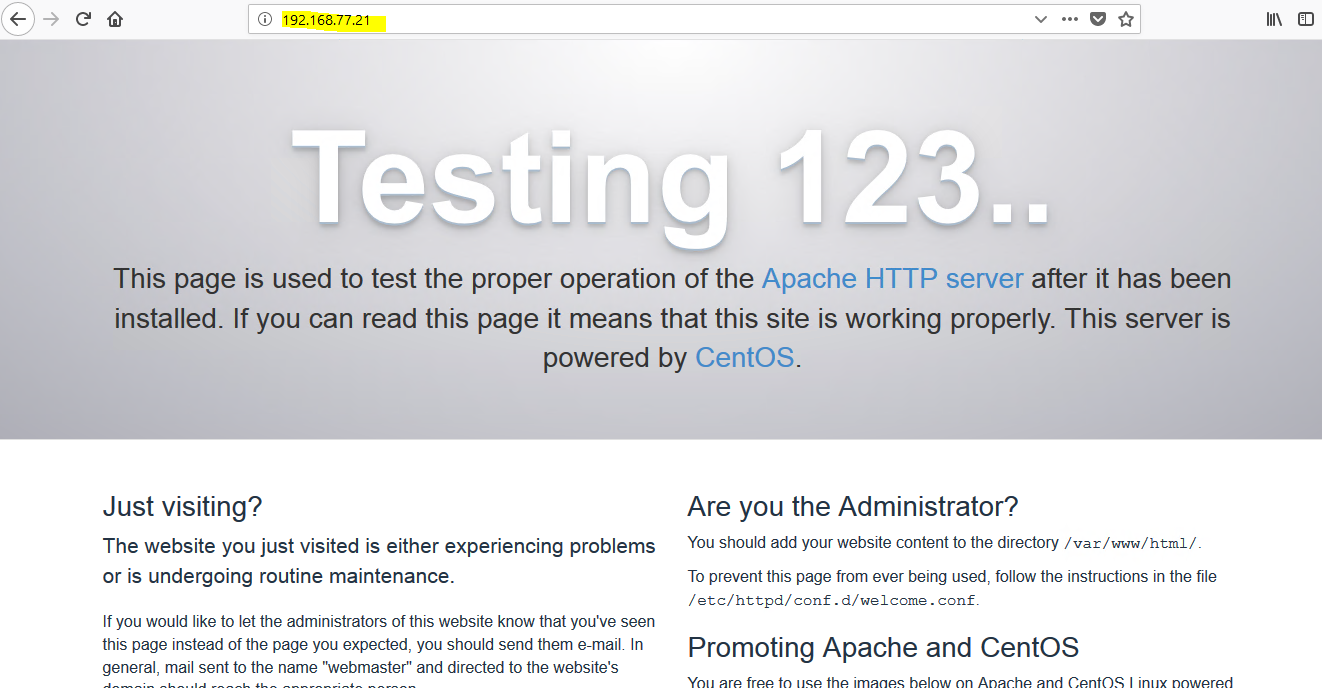 192.168.77.21
Testing 123..
This page is used to test the proper operation of the Apache HTTP server after it has been
installed. If you can read this page it means that this site is working properly. This server is
powered by CentOS.
Just visiting?
The website you just visited is either experiencing problems
or is undergoing routine maintenance.
If you would like to let the administrators of this website know that you've seen
this page instead of the page you expected, you should send them e-mail. In
general, mail sent to the name "webmaster" and directed to the website's
domain should reach the appropriate person.
Are you the Administrator?
You should add your website content to the directory /var/www/html/.
To prevent this page from ever being used, follow the instructions in the file
/etc/httpd/conf.d/welcome.conf.
Promoting Apache and CentOS
You are free to use the images below on Apache and CentOS Linux powered